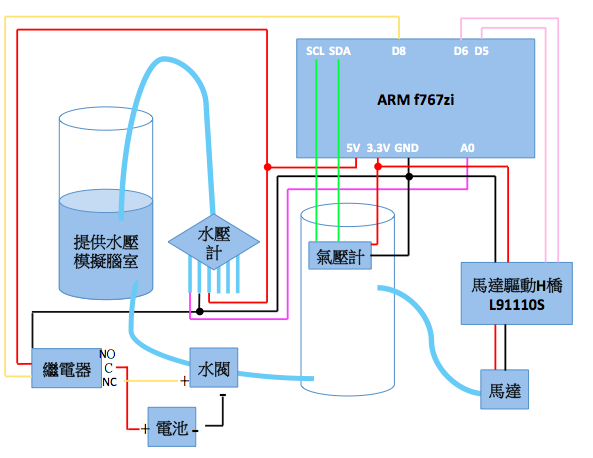 D8
D6 D5
SCL SDA
ARM f767zi
5V 3.3V GND
A0
提供水壓
模擬腦室
水壓
計
氣壓計
馬達驅動H橋
L91110S
繼電器
NO
C
NC
+
水閥
-
+
電池
-
馬達